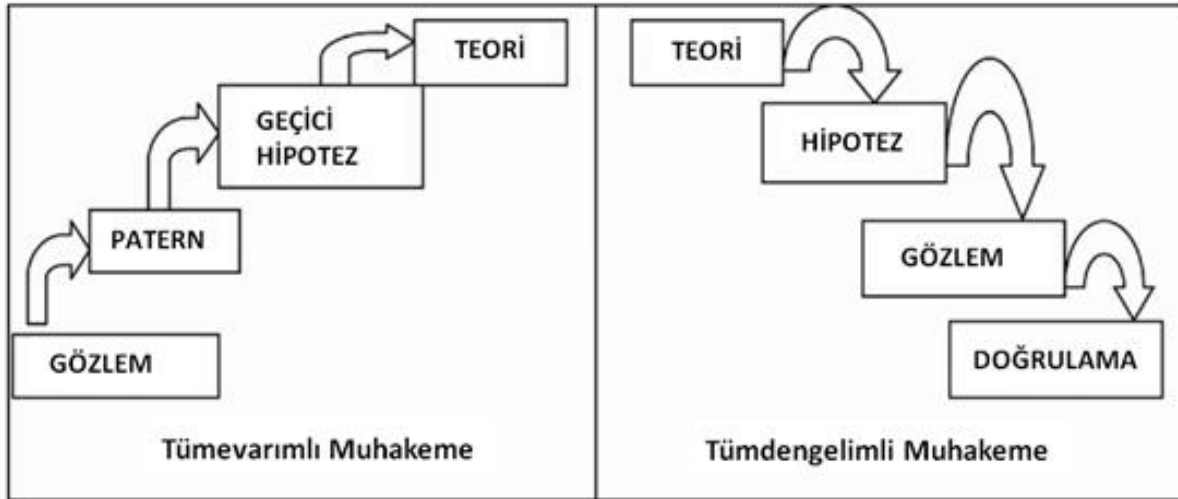 TEORİ
GEÇİCİ
HİPOTEZ
PATERN
GÖZLEM
Tümevarımlı Muhakeme
TEORİ
HİPOTEZ
GÖZLEM
DOĞRULAMA
Tümdengelimli Muhakeme